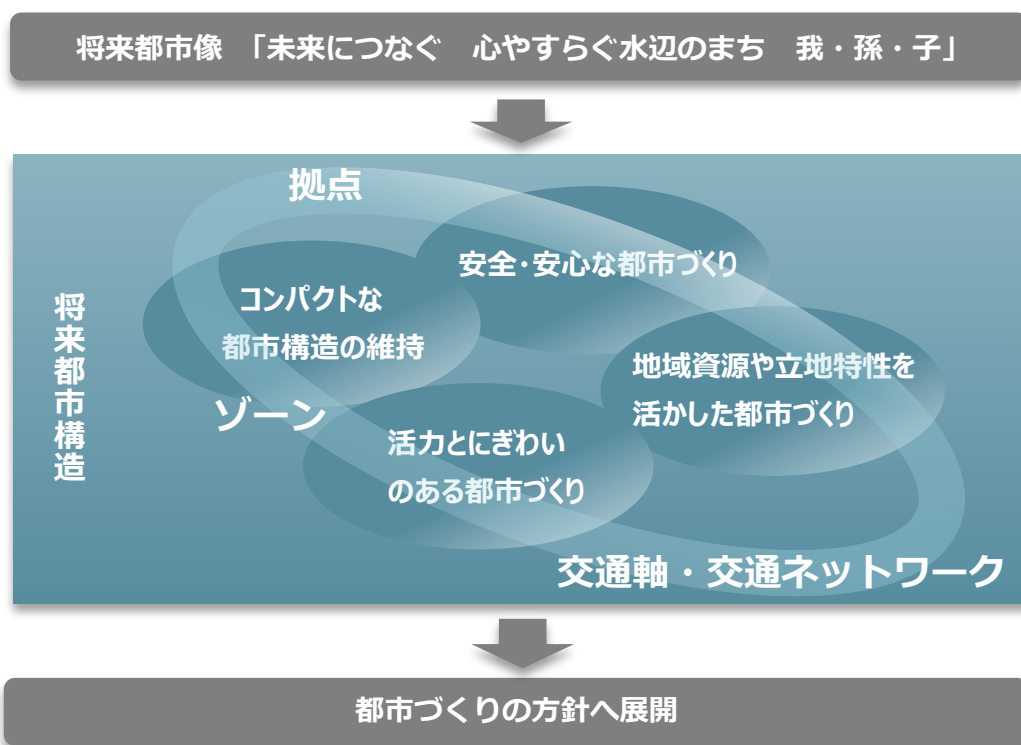 将来都市像 「未来につなぐ 心やすらぐ水辺のまち 我・孫・子」
将来都市構造
拠点
安全・安心な都市づくり
コンパクトな
都市構造の維持
地域資源や立地特性を
活かした都市づくり
ゾーン
活力とにぎわい
のある都市づくり
交通軸・交通ネットワーク
都市づくりの方針へ展開